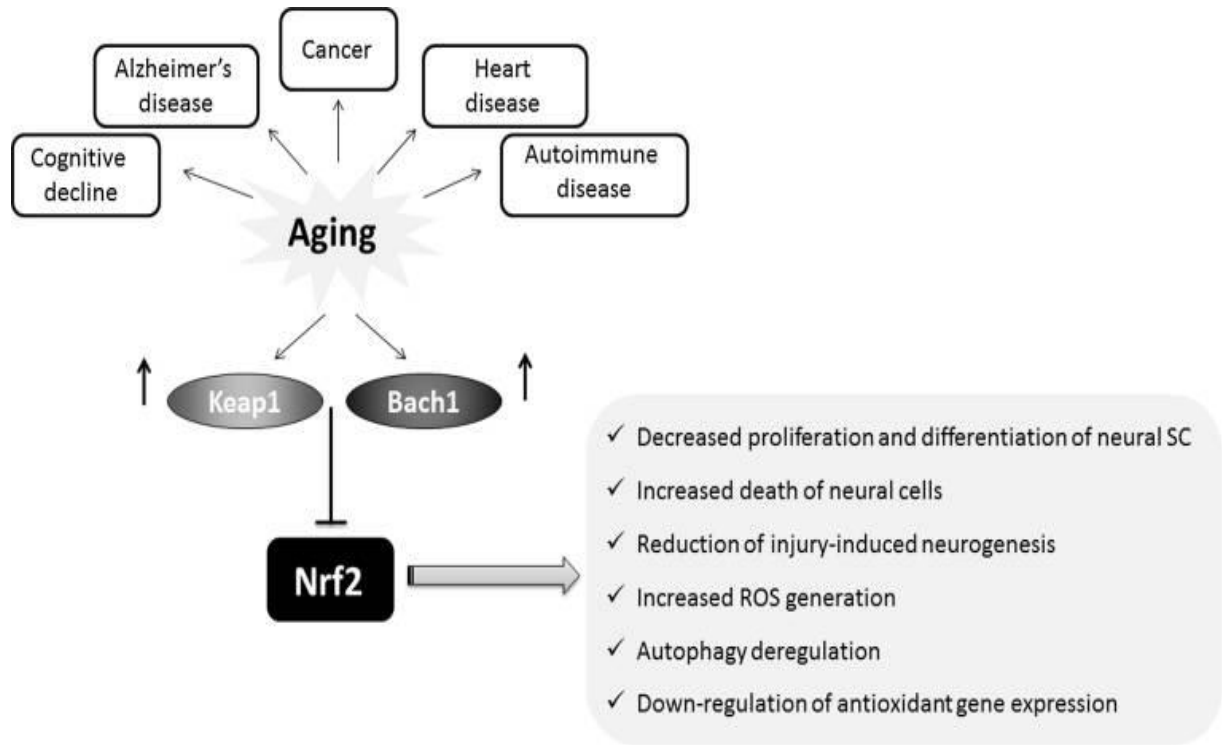 Cancer
Alzheimer's
disease
Heart
disease
Cognitive
decline
Autoimmune
disease
Aging
Keap1
Bach1
Nrf2
✓ Decreased proliferation and differentiation of neural SC
✓ Increased death of neural cells
✓ Reduction of injury-induced neurogenesis
✓ Increased ROS generation
✓ Autophagy deregulation
✓ Down-regulation of antioxidant gene expression